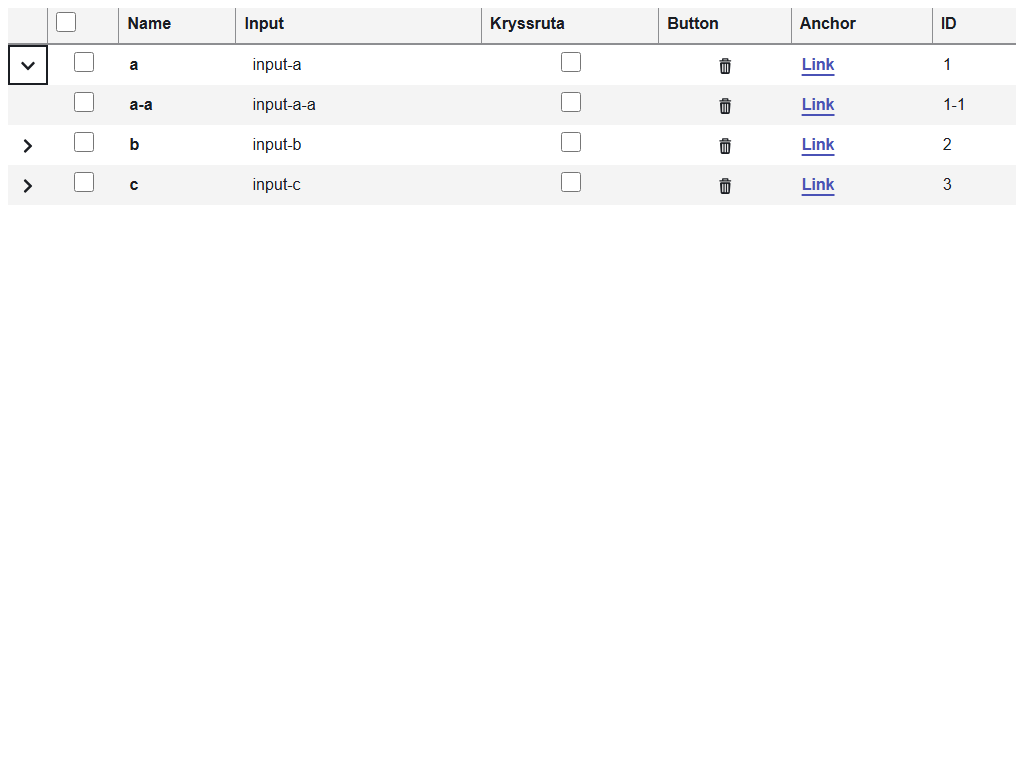 Name Input Kryssruta Button Anchor ID
a input-a Link 1
a-a input-a-a Link 1-1
b input-b Link 2
c input-c Link 3